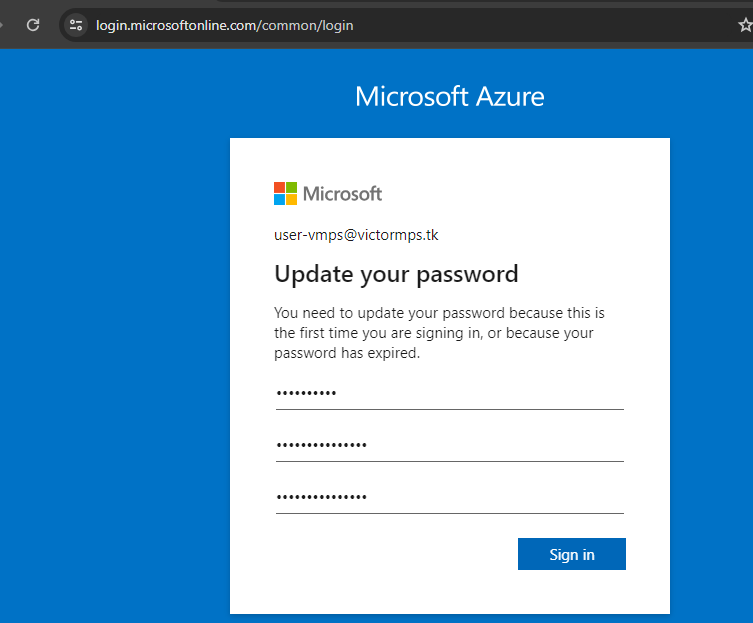 login.microsoftonline.com/common/login
Microsoft Azure
Microsoft
user-vmps@victormps.tk
Update your password
You need to update your password because this is
the first time you are signing in, or because your
password has expired.
••••••••••
•••••••••••••••
•••••••••••••••
Sign in